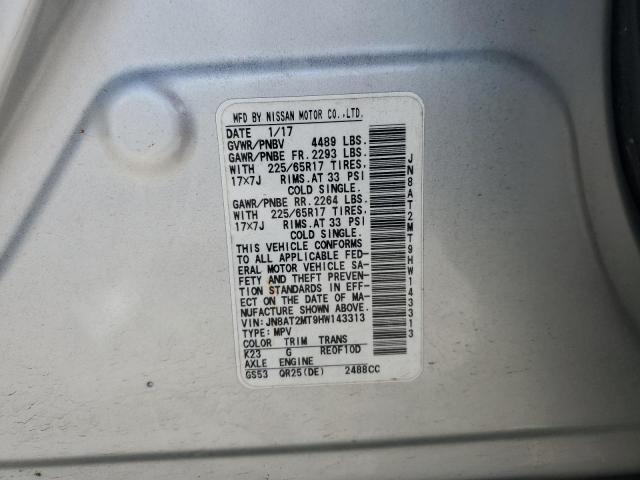 MFD BY NISSAN MOTOR CO.,LTD.
DATE 1/17
GVWR/PNBV 4489 LBS.
GAWR/PNBE FR. 2293 LBS.
WITH 225/65R17 TIRES.
17×7J RIMS.AT 33 PSI
COLD SINGLE.
GAWR/PNBE RR. 2264 LBS.
WITH 225/65R17 TIRES.
17×7J RIMS.AT 33 PSI
COLD SINGLE.
THIS VEHICLE CONFORMS
TO ALL APPLICABLE FED-
ERAL MOTOR VEHICLE SA-
FETY AND THEFT PREVEN-
TION STANDARDS IN EFF-
ECT ON THE DATE OF MA-
NUFACTURE SHOWN ABOVE.
VIN: JN8AT2MT9HW143313
TYPE: MPV
COLOR TRIM TRANS
K23 G RE0F10D
AXLE ENGINE
GS53 QR25(DE) 2488CC
JN8AT2MT9HW143313